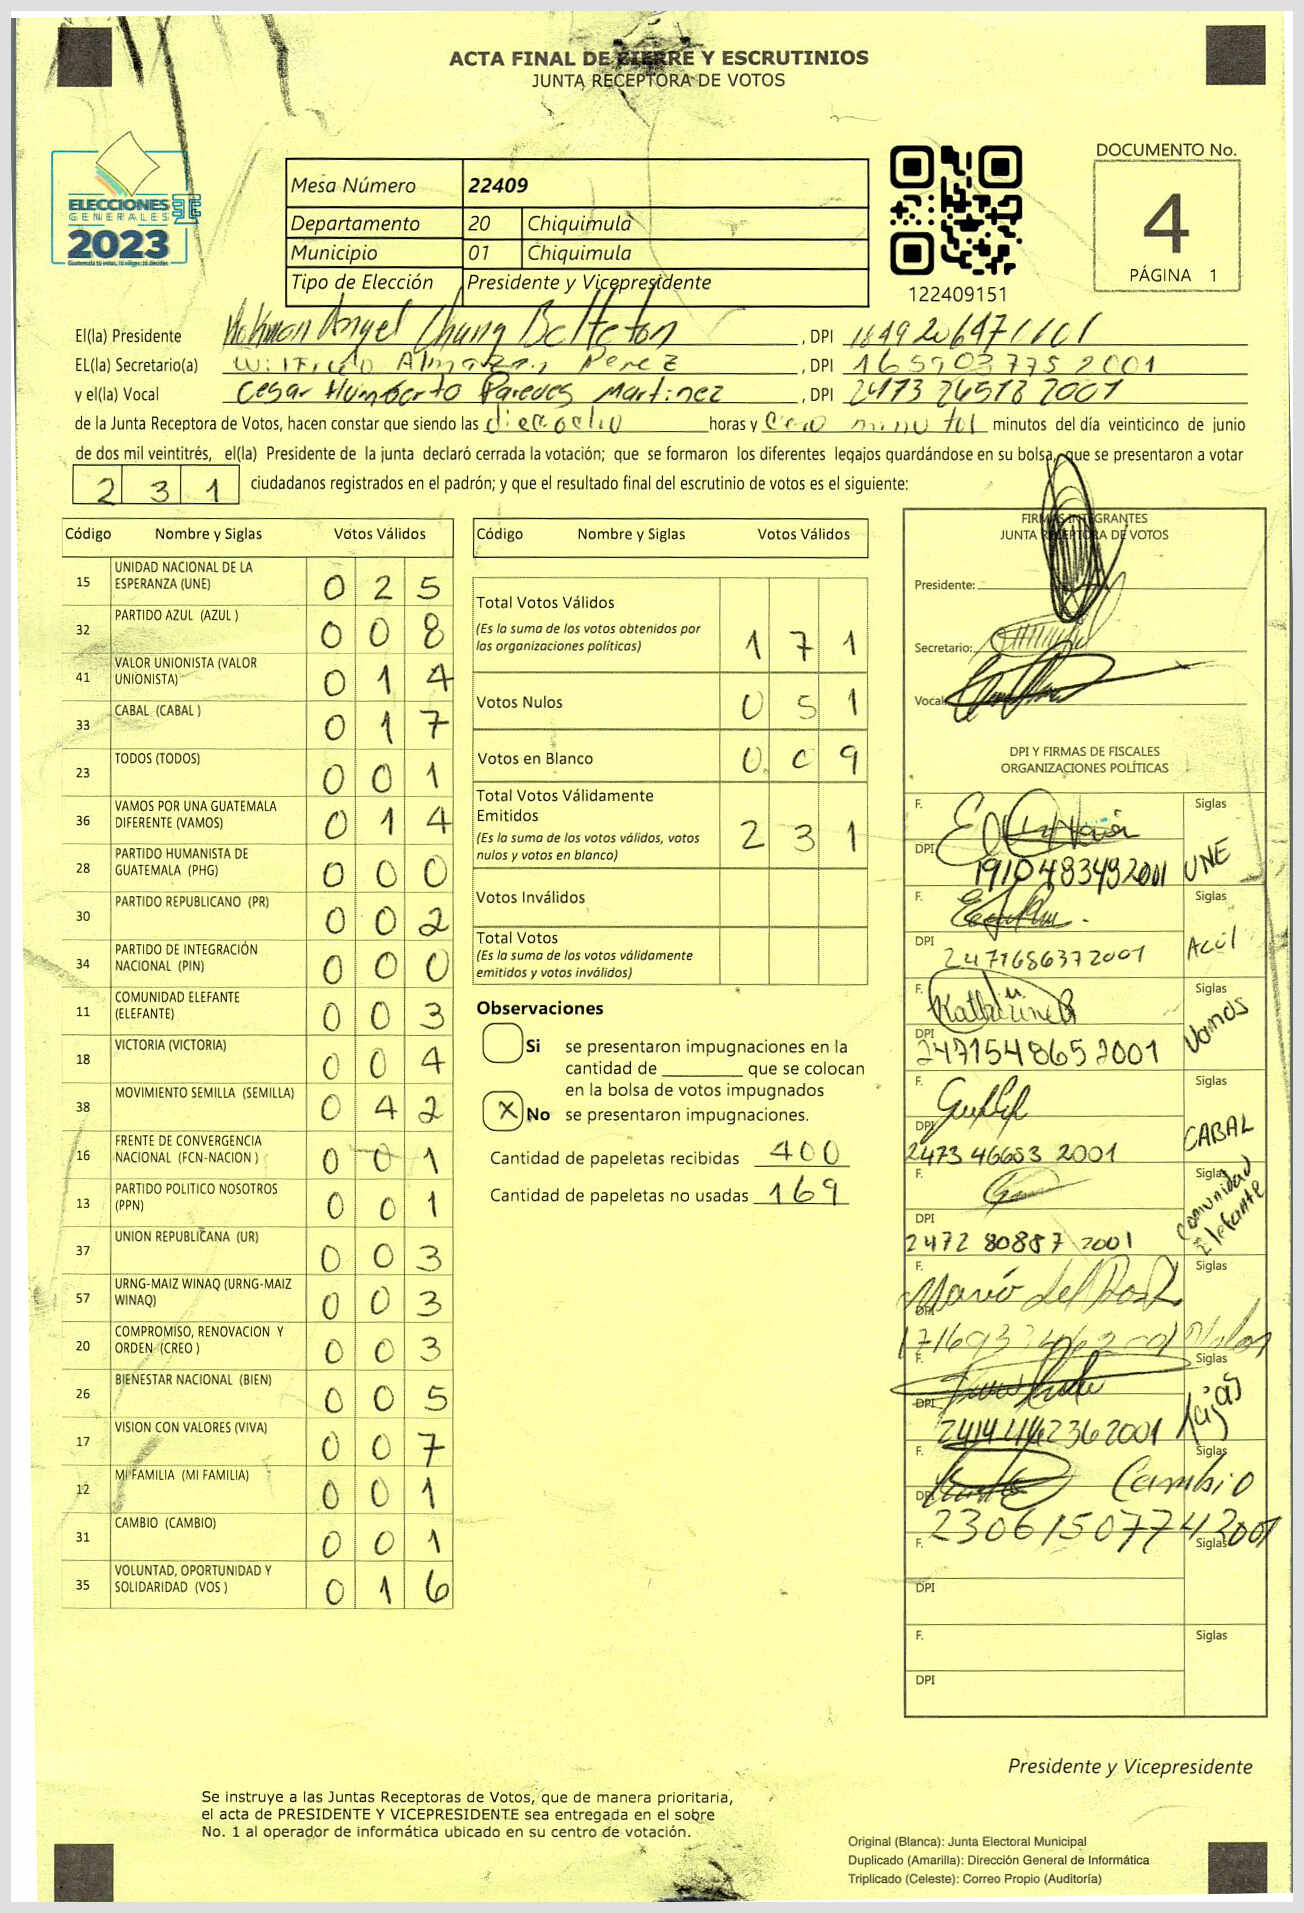 ACTA FINAL DE CIERRE Y ESCRUTINIOS
JUNTA RECEPTORA DE VOTOS
ELECCIONES
GENERALES
2023
Mesa Número 22409
Departamento 20 Chiquimula
Municipio 01 Chiquimula
Tipo de Elección Presidente y Vicepresidente
122409151
DOCUMENTO No.
4
PÁGINA 1
El(la) Presidente Angel Chung , DPI
EL(la) Secretario(a) Wilfredo Almazan Perez , DPI 165903775 2001
y el(la) Vocal Cesar Humberto Paredes Martinez , DPI 2473 26518 2001
de la Junta Receptora de Votos, hacen constar que siendo las dieciocho horas y cero minutos minutos del día veinticinco de junio
de dos mil veintitrés, el(la) Presidente de la junta declaró cerrada la votación; que se formaron los diferentes legajos guardándose en su bolsa, que se presentaron a votar
231 ciudadanos registrados en el padrón; y que el resultado final del escrutinio de votos es el siguiente:
Código Nombre y Siglas Votos Válidos
15 UNIDAD NACIONAL DE LA ESPERANZA (UNE) 0 2 5
32 PARTIDO AZUL (AZUL ) 0 0 8
41 VALOR UNIONISTA (VALOR UNIONISTA) 0 1 4
33 CABAL (CABAL ) 0 1 7
23 TODOS (TODOS) 0 0 1
36 VAMOS POR UNA GUATEMALA DIFERENTE (VAMOS) 0 1 4
28 PARTIDO HUMANISTA DE GUATEMALA (PHG) 0 0 0
30 PARTIDO REPUBLICANO (PR) 0 0 2
34 PARTIDO DE INTEGRACIÓN NACIONAL (PIN) 0 0 0
11 COMUNIDAD ELEFANTE (ELEFANTE) 0 0 3
18 VICTORIA (VICTORIA) 0 0 4
38 MOVIMIENTO SEMILLA (SEMILLA) 0 4 2
16 FRENTE DE CONVERGENCIA NACIONAL (FCN-NACION ) 0 0 1
13 PARTIDO POLITICO NOSOTROS (PPN) 0 0 1
37 UNION REPUBLICANA (UR) 0 0 3
57 URNG-MAIZ WINAQ (URNG-MAIZ WINAQ) 0 0 3
20 COMPROMISO, RENOVACION Y ORDEN (CREO ) 0 0 3
26 BIENESTAR NACIONAL (BIEN) 0 0 5
17 VISION CON VALORES (VIVA) 0 0 7
12 MI FAMILIA (MI FAMILIA) 0 0 1
31 CAMBIO (CAMBIO) 0 0 1
35 VOLUNTAD, OPORTUNIDAD Y SOLIDARIDAD (VOS ) 0 1 6
Código Nombre y Siglas Votos Válidos
Total Votos Válidos 1 7 1
(Es la suma de los votos obtenidos por
las organizaciones políticas)
Votos Nulos 0 5 1
Votos en Blanco 0 0 9
Total Votos Válidamente
Emitidos 2 3 1
(Es la suma de los votos válidos, votos
nulos y votos en blanco)
Votos Inválidos
Total Votos
(Es la suma de los votos válidamente
emitidos y votos inválidos)
Observaciones
Si se presentaron impugnaciones en la
cantidad de ________ que se colocan
en la bolsa de votos impugnados
X No se presentaron impugnaciones.
Cantidad de papeletas recibidas 400
Cantidad de papeletas no usadas 169
FIRMAS INTEGRANTES
JUNTA RECEPTORA DE VOTOS
Presidente:
Secretario:
Vocal
DPI Y FIRMAS DE FISCALES
ORGANIZACIONES POLÍTICAS
F. Siglas
DPI 1910483492001 UNE
F. Siglas
DPI 2471686372001
F. Siglas
DPI 2471548652001 Vamos
F. Siglas
DPI 2473 46653 2001 CABAL
F. Siglas
DPI 2472 80887 2001 Comunidad Elefante
F. Siglas
DPI
F. Siglas
DPI
F. Siglas
DPI Cambio
F. Siglas
DPI
F. Siglas
DPI
Presidente y Vicepresidente
Se instruye a las Juntas Receptoras de Votos, que de manera prioritaria,
el acta de PRESIDENTE Y VICEPRESIDENTE sea entregada en el sobre
No. 1 al operador de informática ubicado en su centro de votación.
Original (Blanca): Junta Electoral Municipal
Duplicado (Amarilla): Dirección General de Informática
Triplicado (Celeste): Correo Propio (Auditoría)